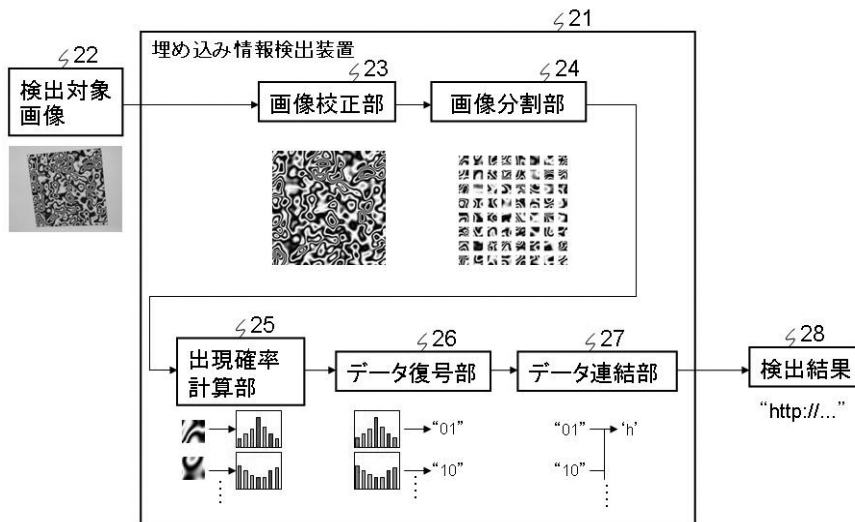 21
埋め込み情報検出装置
22
検出対象
画像
23
画像校正部
24
画像分割部
25
出現確率
計算部
26
データ復号部
27
データ連結部
28
検出結果
“http://...”
“01”
“10”
“01”
‘h’
“10”